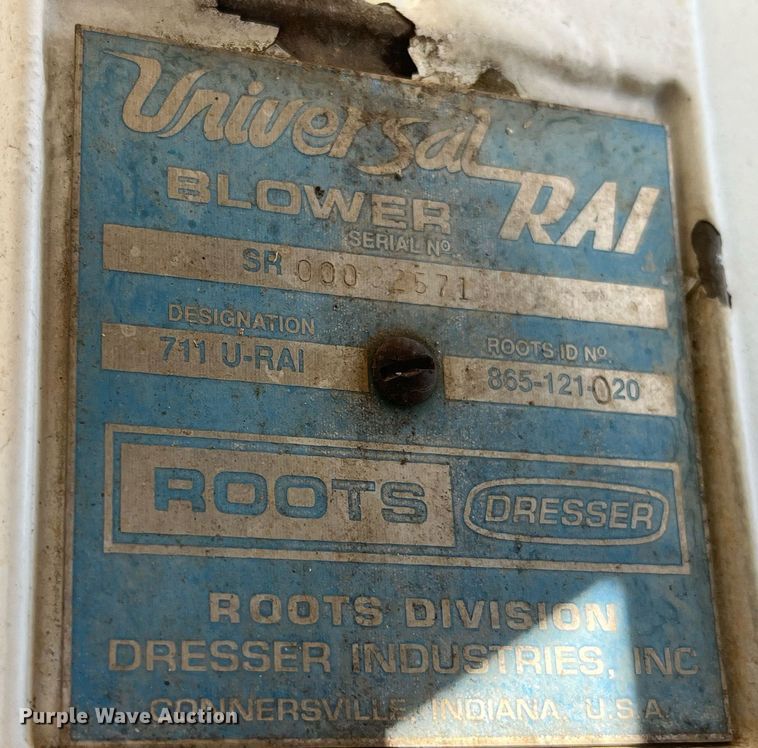 Universal
RAI
BLOWER
SERIAL Nº
SR 00022571
DESIGNATION
711 U-RAI
ROOTS ID Nº.
865-121-020
ROOTS
DRESSER
ROOTS DIVISION
DRESSER INDUSTRIES, INC
CONNERSVILLE, INDIANA, U.S.A.
Purple Wave Auction